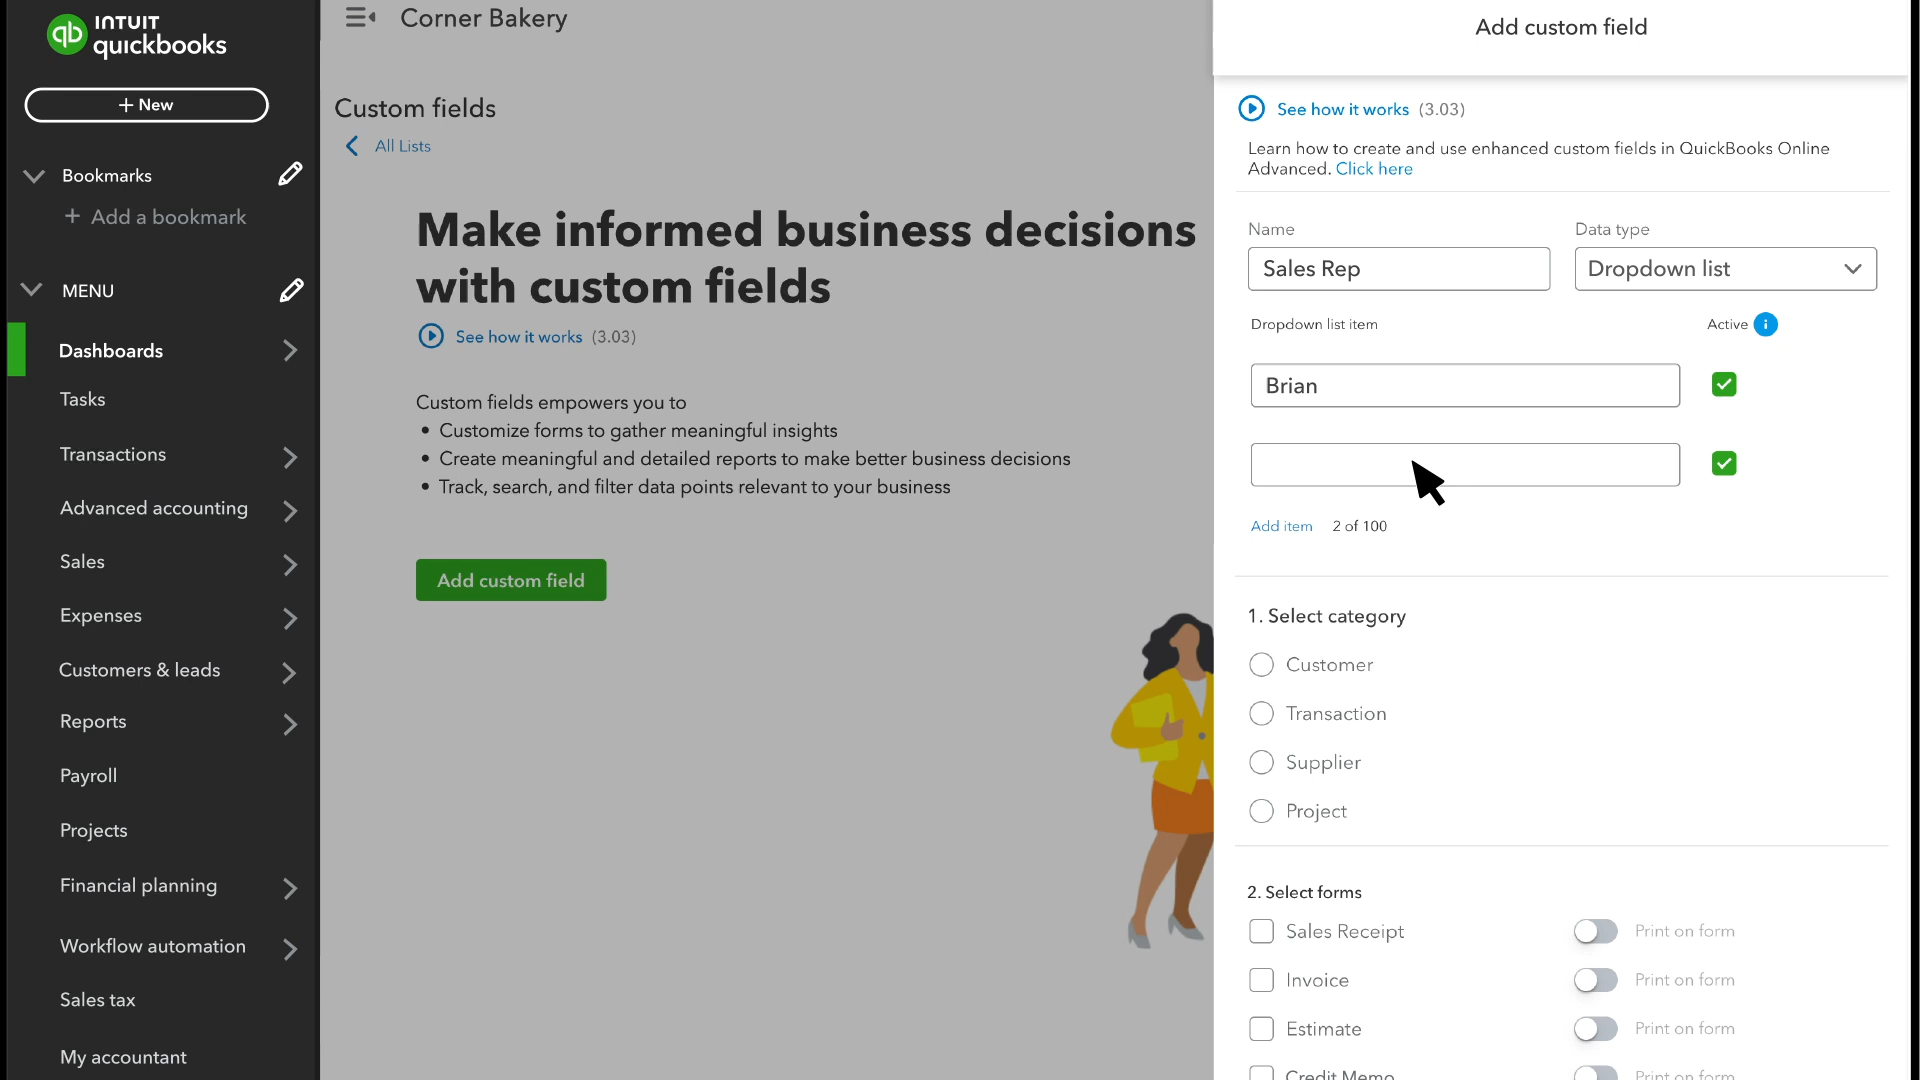 INTUIT
quickbooks
+ New
Bookmarks
+ Add a bookmark
MENU
Dashboards
Tasks
Transactions
Advanced accounting
Sales
Expenses
Customers & leads
Reports
Payroll
Projects
Financial planning
Workflow automation
Sales tax
My accountant
Corner Bakery
Custom fields
All Lists
Make informed business decisions
with custom fields
See how it works (3.03)
Custom fields empowers you to
• Customize forms to gather meaningful insights
• Create meaningful and detailed reports to make better business decisions
• Track, search, and filter data points relevant to your business
Add custom field
Add custom field
See how it works (3.03)
Learn how to create and use enhanced custom fields in QuickBooks Online
Advanced. Click here
Name Data type
Sales Rep Dropdown list
Dropdown list item Active
Brian
Add item 2 of 100
1. Select category
Customer
Transaction
Supplier
Project
2. Select forms
Sales Receipt Print on form
Invoice Print on form
Estimate Print on form
Credit Memo Print on form